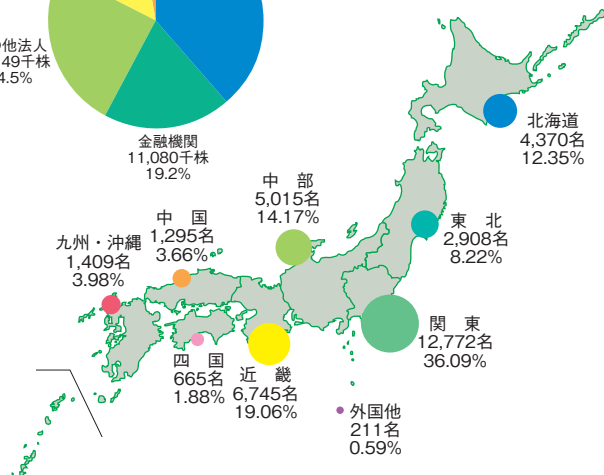 他法人
49千株
4.5%
金融機関
11,080千株
19.2%
北海道
4,370名
12.35%
中　部
5,015名
14.17%
東　北
2,908名
8.22%
中　国
1,295名
3.66%
九州・沖縄
1,409名
3.98%
関　東
12,772名
36.09%
四　国
665名
1.88%
近　畿
6,745名
19.06%
外国他
211名
0.59%